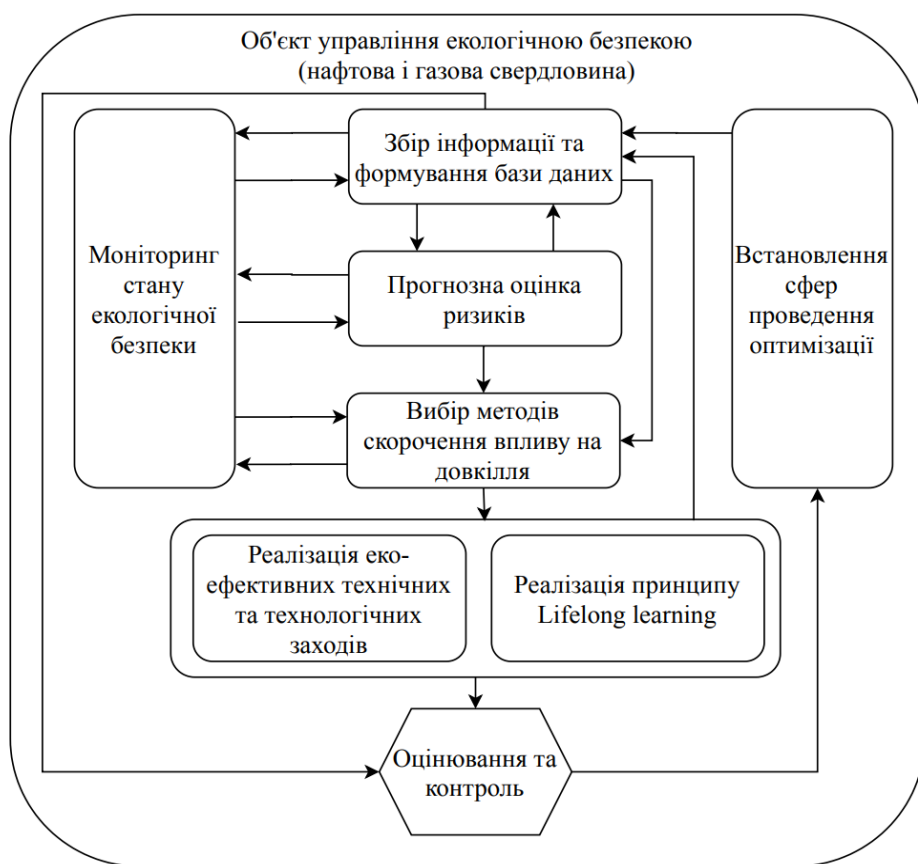 Об'єкт управління екологічною безпекою
(нафтова і газова свердловина)
Збір інформації та
формування бази даних
Моніторинг
стану
екологічної
безпеки
Прогнозна оцінка
ризиків
Встановлення
сфер
проведення
оптимізації
Вибір методів
скорочення впливу на
довкілля
Реалізація еко-
ефективних технічних
та технологічних
заходів
Реалізація принципу
Lifelong learning
Оцінювання та
контроль